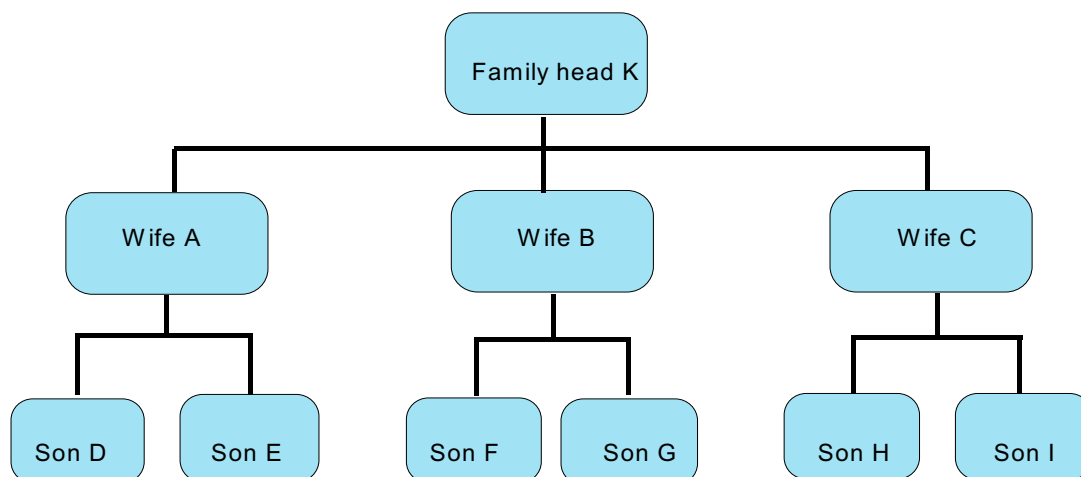 Family head K
Wife A
Wife B
Wife C
Son D
Son E
Son F
Son G
Son H
Son I